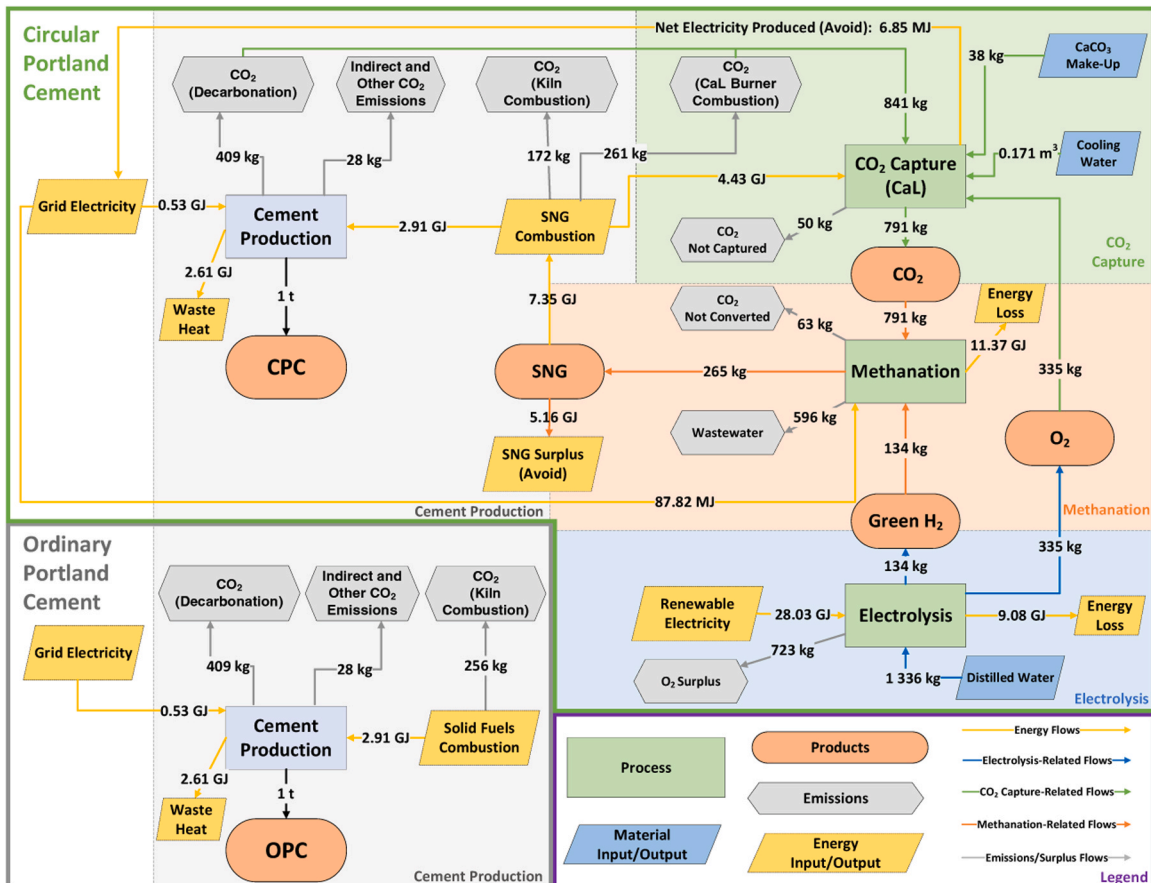 Circular
Portland
Cement
Net Electricity Produced (Avoid): 6.85 MJ
CO₂
(Decarbonation)
Indirect and
Other CO₂
Emissions
CO₂
(Kiln
Combustion)
CO₂
(CaL Burner
Combustion)
38 kg
CaCO₃
Make-Up
841 kg
409 kg
28 kg
172 kg
261 kg
0.171 m³
Cooling
Water
CO₂ Capture
(CaL)
4.43 GJ
Grid Electricity
0.53 GJ
Cement
Production
2.91 GJ
SNG
Combustion
50 kg
791 kg
CO₂
Not Captured
CO₂
Capture
2.61 GJ
Waste
Heat
1 t
7.35 GJ
CO₂
CO₂
Not Converted
63 kg
791 kg
Energy
Loss
11.37 GJ
CPC
SNG
265 kg
Methanation
335 kg
5.16 GJ
SNG Surplus
(Avoid)
Wastewater
596 kg
134 kg
O₂
87.82 MJ
Cement Production
Green H₂
Methanation
Ordinary
Portland
Cement
CO₂
(Decarbonation)
Indirect and
Other CO₂
Emissions
CO₂
(Kiln
Combustion)
134 kg
335 kg
Renewable
Electricity
28.03 GJ
Electrolysis
9.08 GJ
Energy
Loss
Grid Electricity
409 kg
28 kg
256 kg
723 kg
O₂ Surplus
1 336 kg
Distilled Water
Electrolysis
0.53 GJ
Cement
Production
2.91 GJ
Solid Fuels
Combustion
2.61 GJ
Waste
Heat
1 t
OPC
Cement Production
Process
Products
Emissions
Material
Input/Output
Energy
Input/Output
Energy Flows
Electrolysis-Related Flows
CO₂ Capture-Related Flows
Methanation-Related Flows
Emissions/Surplus Flows
Legend